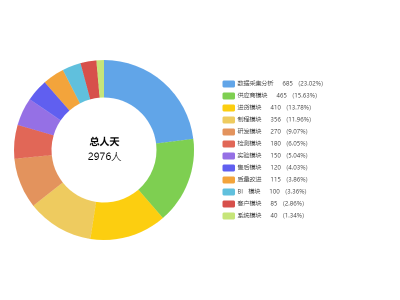 总人天
2976人
数据采集分析 685 (23.02%)
供应商模块 465 (15.63%)
进货模块 410 (13.78%)
制程模块 356 (11.96%)
研发模块 270 (9.07%)
检测模块 180 (6.05%)
实验模块 150 (5.04%)
售后模块 120 (4.03%)
质量改进 115 (3.86%)
BI 模块 100 (3.36%)
客户模块 85 (2.86%)
系统模块 40 (1.34%)